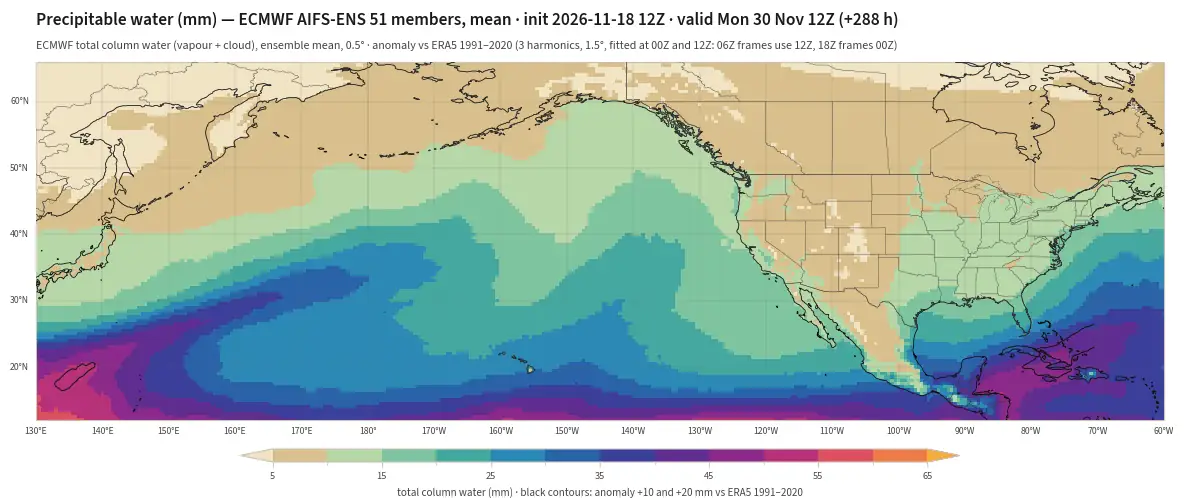 Precipitable water (mm) — ECMWF AIFS-ENS 51 members, mean · init 2026-11-18 12Z · valid Mon 30 Nov 12Z (+288 h)
ECMWF total column water (vapour + cloud), ensemble mean, 0.5° · anomaly vs ERA5 1991–2020 (3 harmonics, 1.5°, fitted at 00Z and 12Z: 06Z frames use 12Z, 18Z frames 00Z)
60°N
50°N
40°N
30°N
20°N
130°E 140°E 150°E 160°E 170°E 180° 170°W 160°W 150°W 140°W 130°W 120°W 110°W 100°W 90°W 80°W 70°W 60°W
5 15 25 35 45 55 65
total column water (mm) · black contours: anomaly +10 and +20 mm vs ERA5 1991–2020